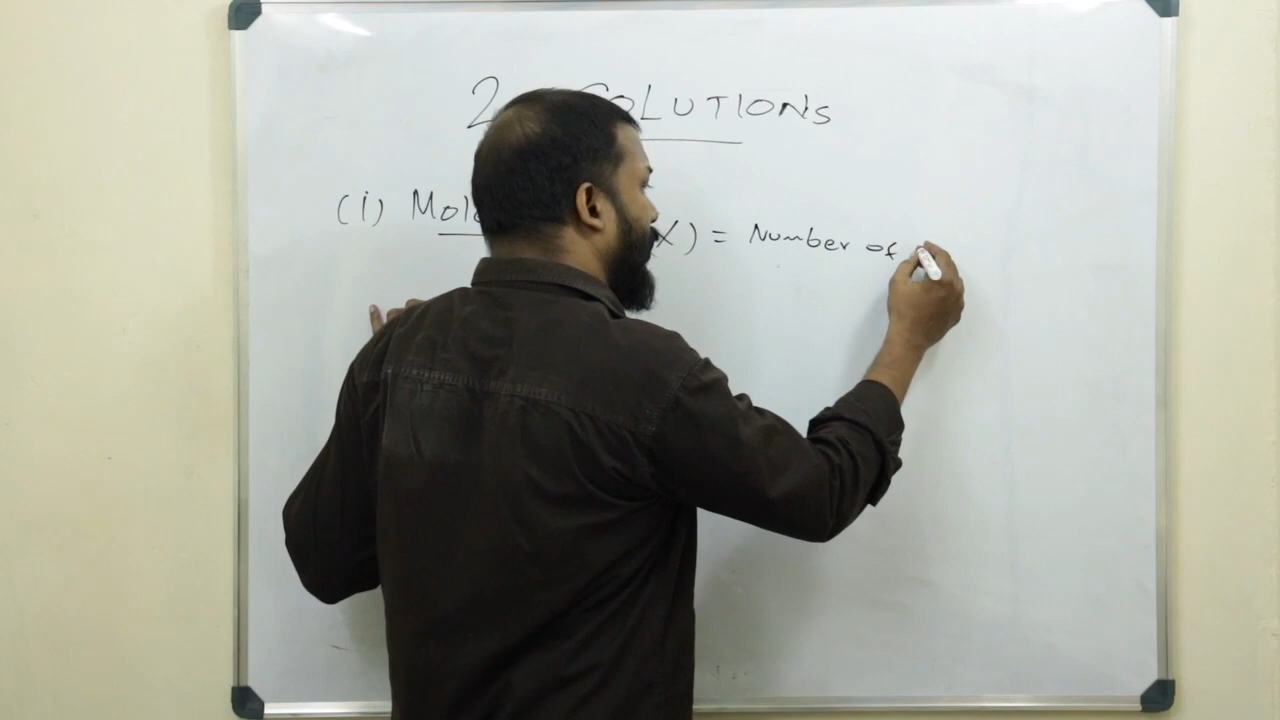 2 SOLUTIONS
(i) Mole X) = Number of